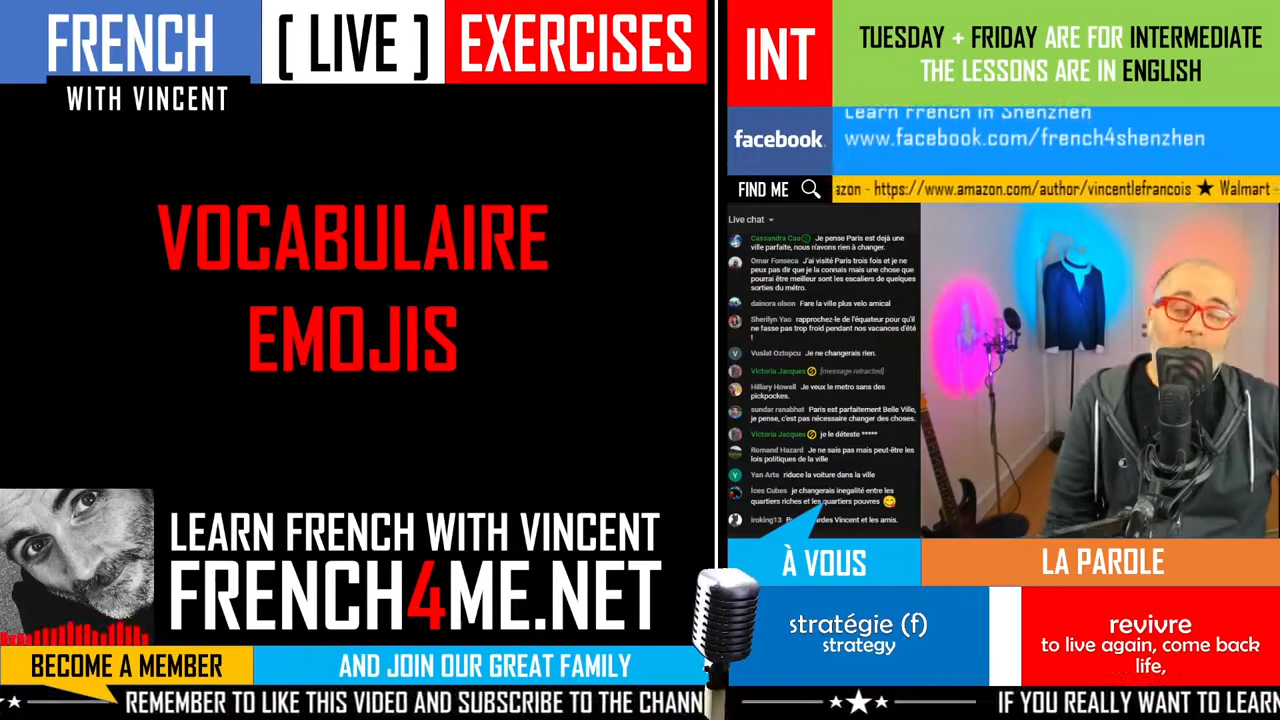 FRENCH
[ LIVE ]
EXERCISES
WITH VINCENT
VOCABULAIRE
EMOJIS
LEARN FRENCH WITH VINCENT
FRENCH4ME.NET
BECOME A MEMBER
AND JOIN OUR GREAT FAMILY
REMEMBER TO LIKE THIS VIDEO AND SUBSCRIBE TO THE CHANN
INT
TUESDAY + FRIDAY ARE FOR INTERMEDIATE
THE LESSONS ARE IN ENGLISH
facebook.
Learn French in Shenzhen
www.facebook.com/french4shenzhen
FIND ME
azon - https://www.amazon.com/author/vincentlefrancois ★ Walmart -
Live chat
Cassandra Cao Je pense Paris est dejà une
ville parfaite, nous n'avons rien à changer.
Omar Fonseca J'ai visité Paris trois fois et je ne
peux pas dir que je la connais mais une chose que
pourrai être meilleur sont les escaliers de quelques
sorties du métro.
dainora olson Fare la ville plus velo amical
Sherilyn Yao rapprochez-le de l'équateur pour qu'il
ne fasse pas trop froid pendant nos vacances d'été
!
Vuslat Oztopcu Je ne changerais rien.
Victoria Jacques [message retracted]
Hillary Howell Je veux le metro sans des
pickpockes.
sundar ranabhat Paris est parfaitement Belle Ville,
je pense, c'est pas nécessaire changer des choses.
Victoria Jacques je le déteste *****
Romand Hazard Je ne sais pas mais peut-être les
lois politiques de la ville
Yan Arte riduce la voiture dans la ville
İces Cubes je changerais inegalité entre les
quartiers riches et les quartiers pouvres 😋
iroking13 Vincent et les amis.
À VOUS
LA PAROLE
stratégie (f)
strategy
revivre
to live again, come back
life,
IF YOU REALLY WANT TO LEARN